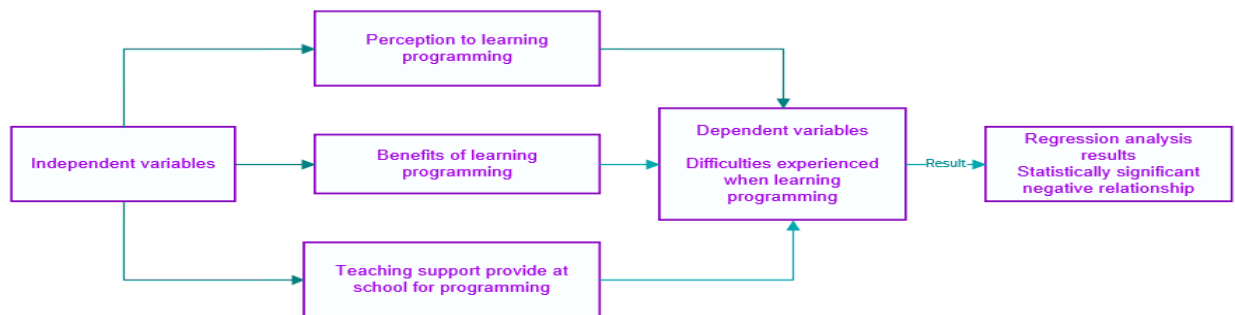 Perception to learning
programming
Independent variables
Benefits of learning
programming
Teaching support provide at
school for programming
Dependent variables
Difficulties experienced
when learning
programming
Result
Regression analysis
results
Statistically significant
negative relationship